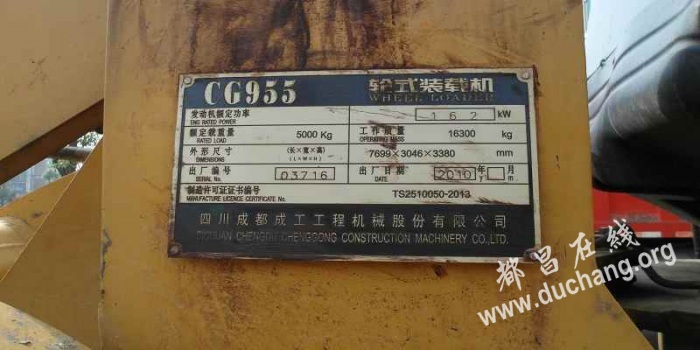 CG955 轮式装载机
WHEEL LOADER
发动机额定功率 162 kW
ENG RATED POWER
额定载重量 5000 Kg 工作质量 16300 kg
RATED LOAD OPERATING MASS
外形尺寸 (长×宽×高) 7699×3046×3380 mm
DIMENSIONS (L×W×H)
出厂编号 03716 出厂日期 2010年 月
SERIAL No. DATE
制造许可证证书编号 TS2510050-2013
MANUFACTURE LICENCE CERTIFICATE No.
四川成都成工工程机械股份有限公司
SICHUAN CHENGDU CHENGGONG CONSTRUCTION MACHINERY CO.,LTD.
都昌在线
www.duchang.org